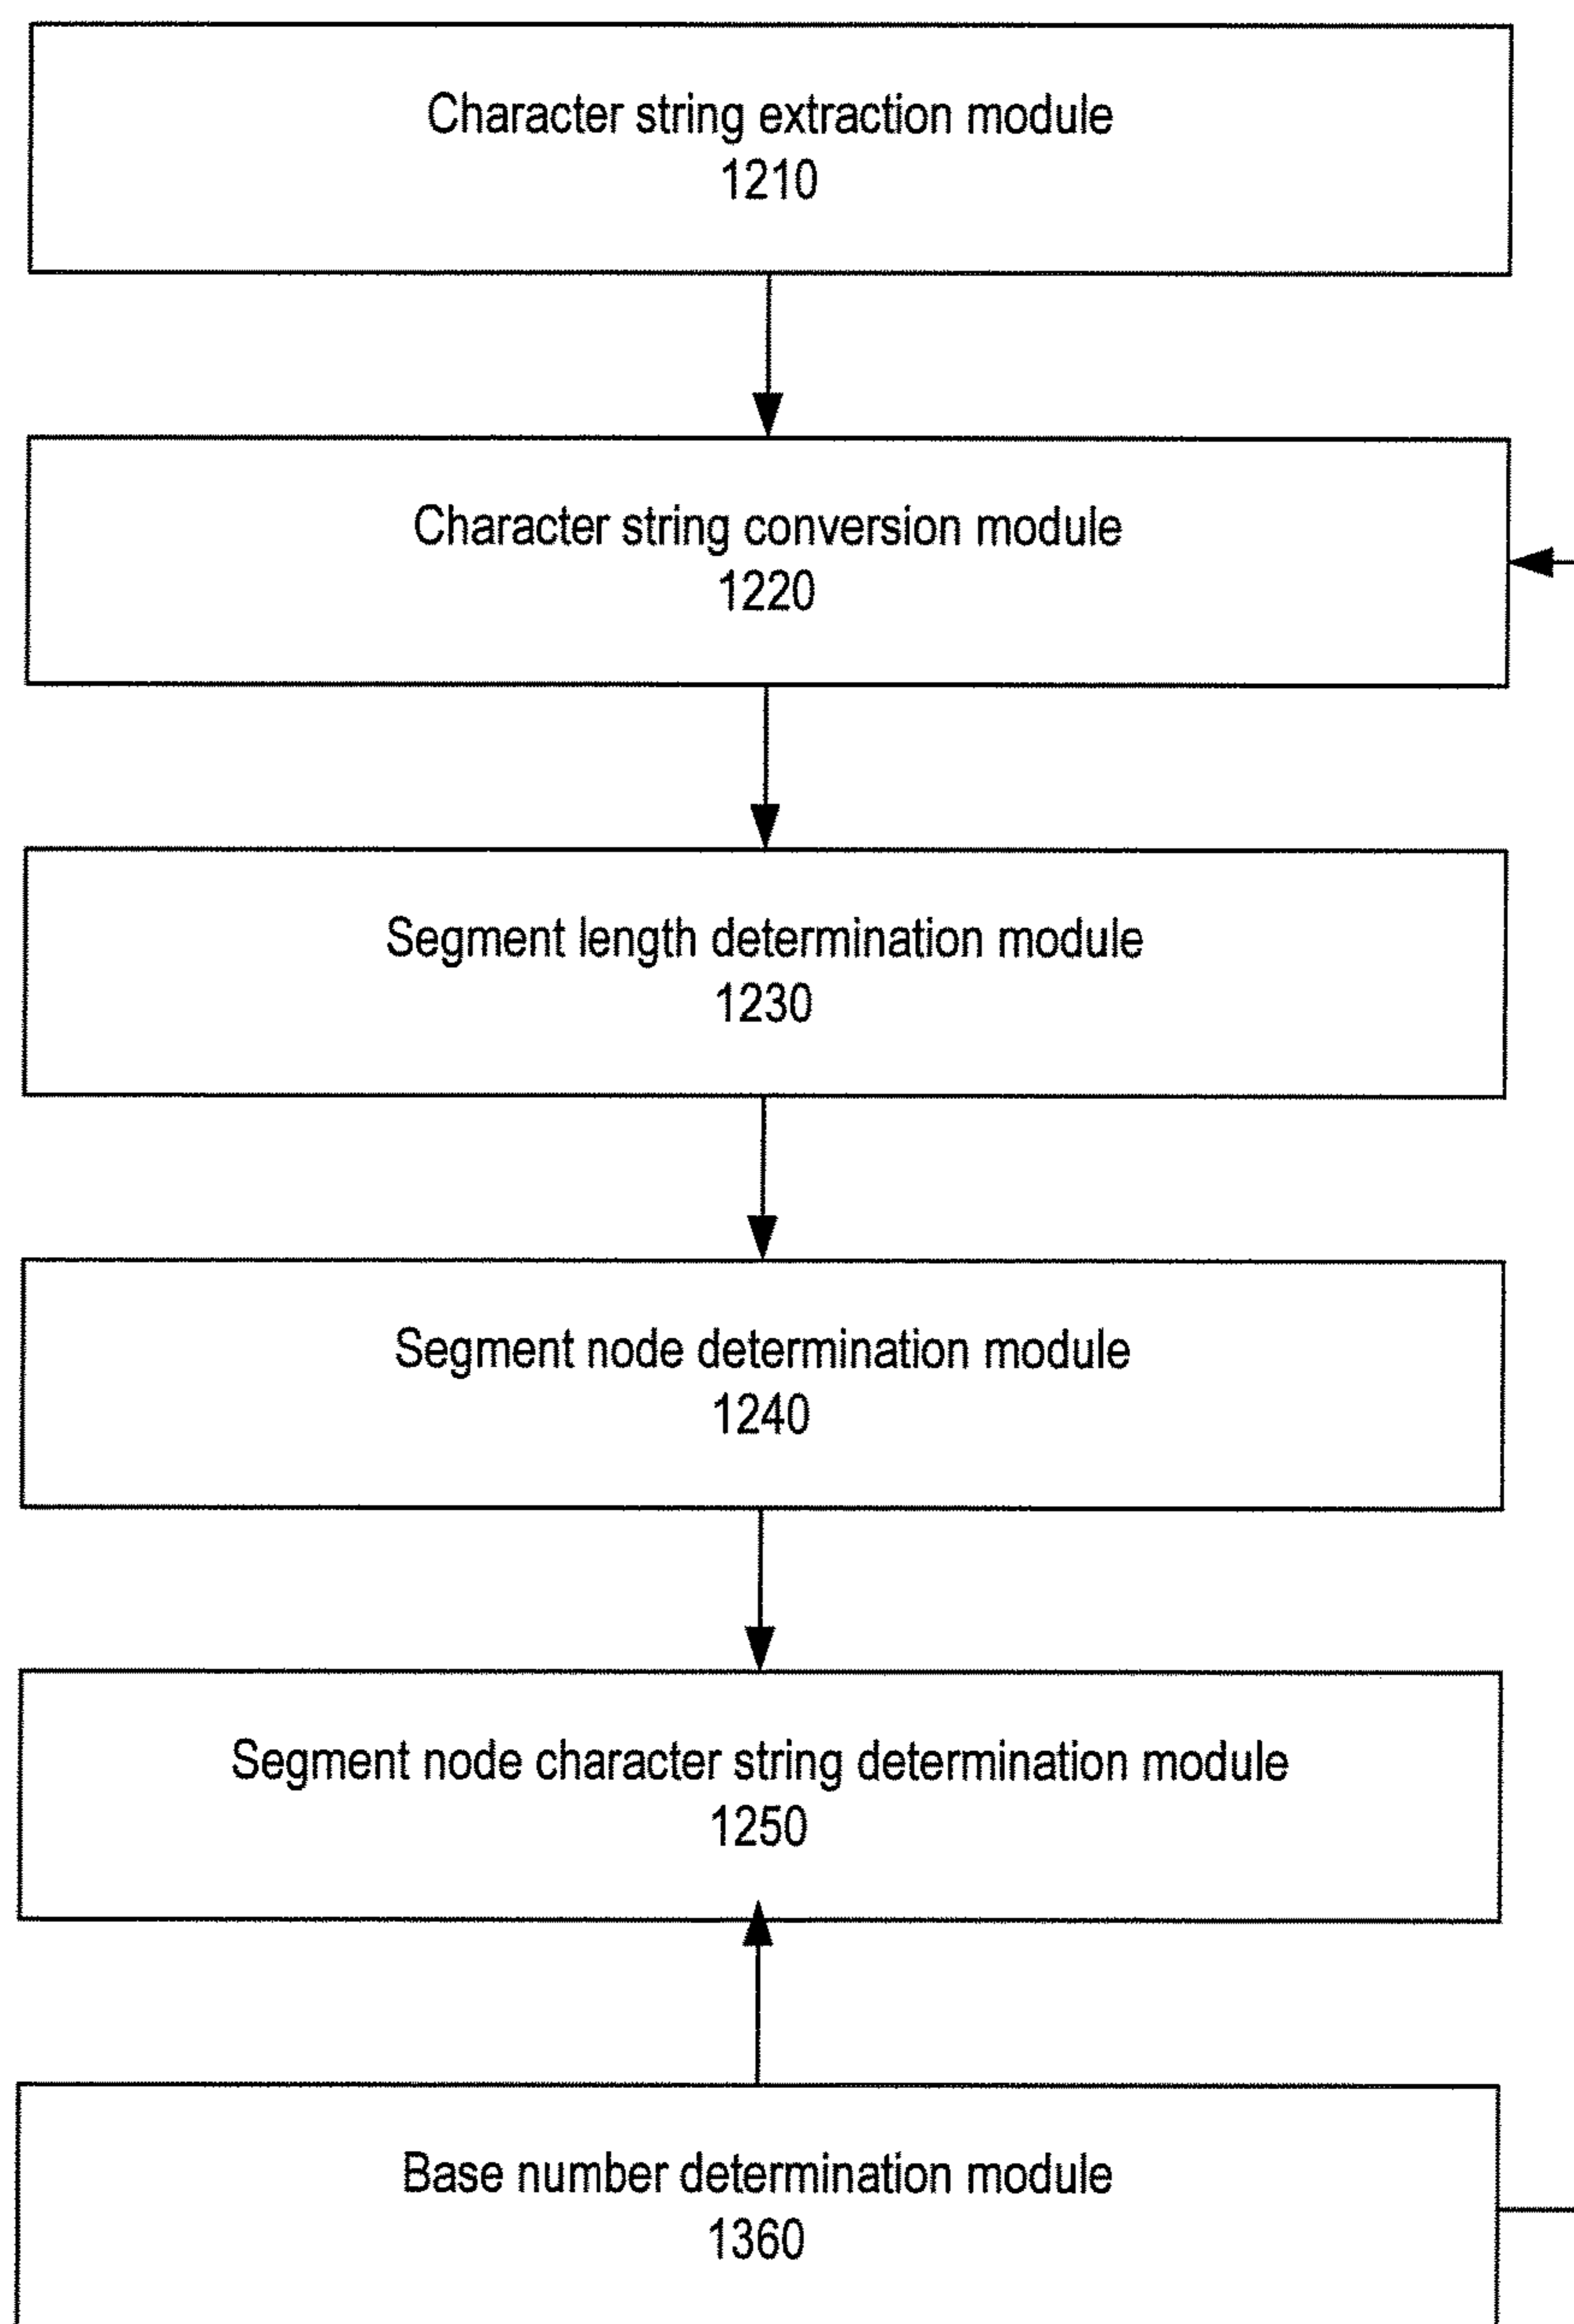 Character string extraction module
1210
Character string conversion module
1220
Segment length determination module
1230
Segment node determination module
1240
Segment node character string determination module
1250
Base number determination module
1360